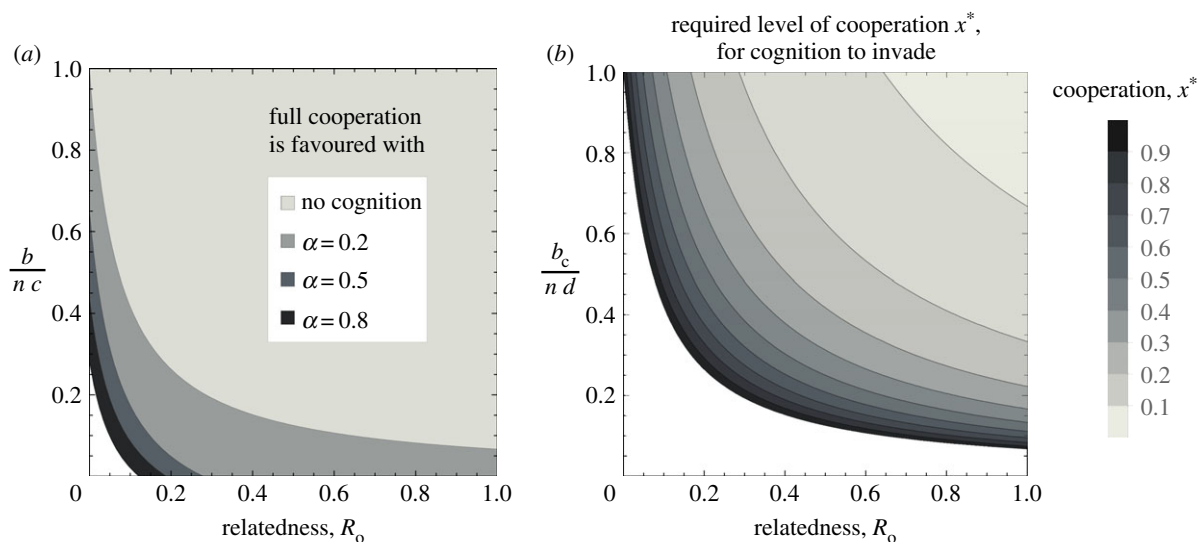 (a)
1.0
0.8
0.6
0.4
0.2
0
0.2
0.4
0.6
0.8
1.0
b
n c
relatedness, Ro
full cooperation
is favoured with
no cognition
α = 0.2
α = 0.5
α = 0.8
(b)
required level of cooperation x*,
for cognition to invade
1.0
0.8
0.6
0.4
0.2
0
0.2
0.4
0.6
0.8
1.0
bc
n d
relatedness, Ro
cooperation, x*
0.9
0.8
0.7
0.6
0.5
0.4
0.3
0.2
0.1